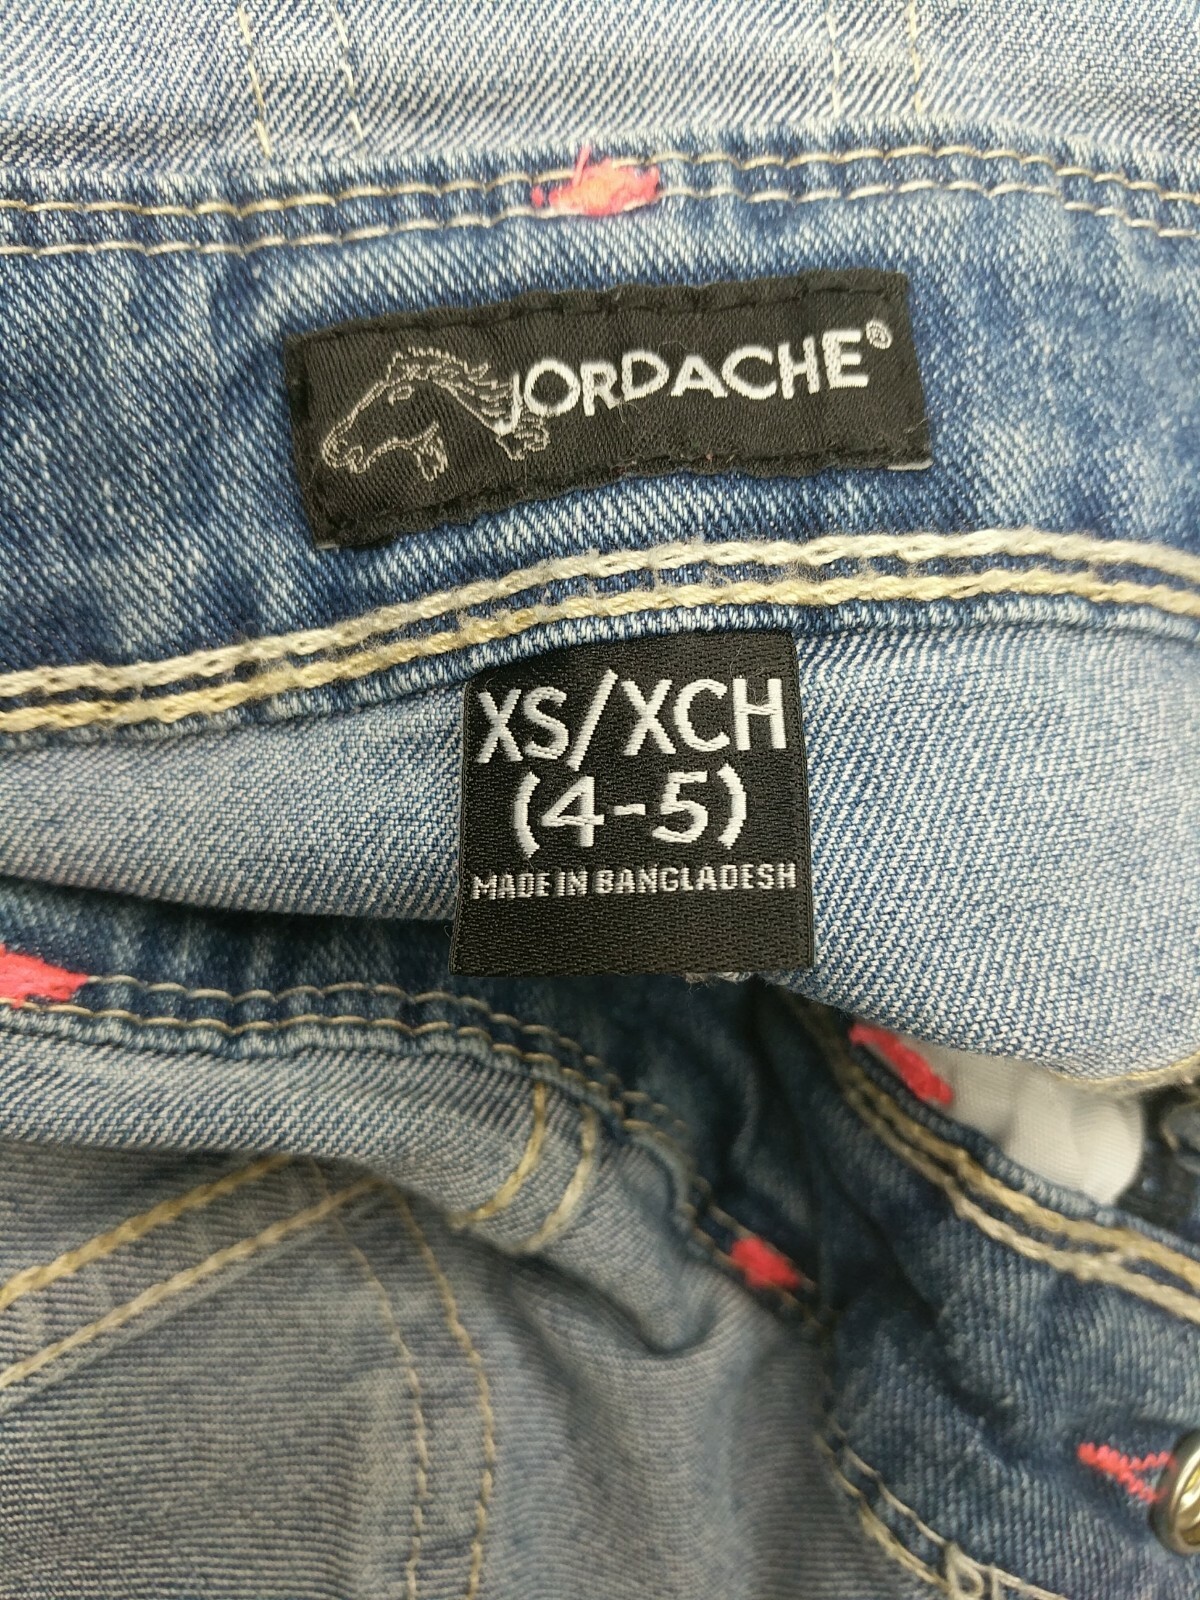 JORDACHE®
XS/XCH
(4-5)
MADE IN BANGLADESH